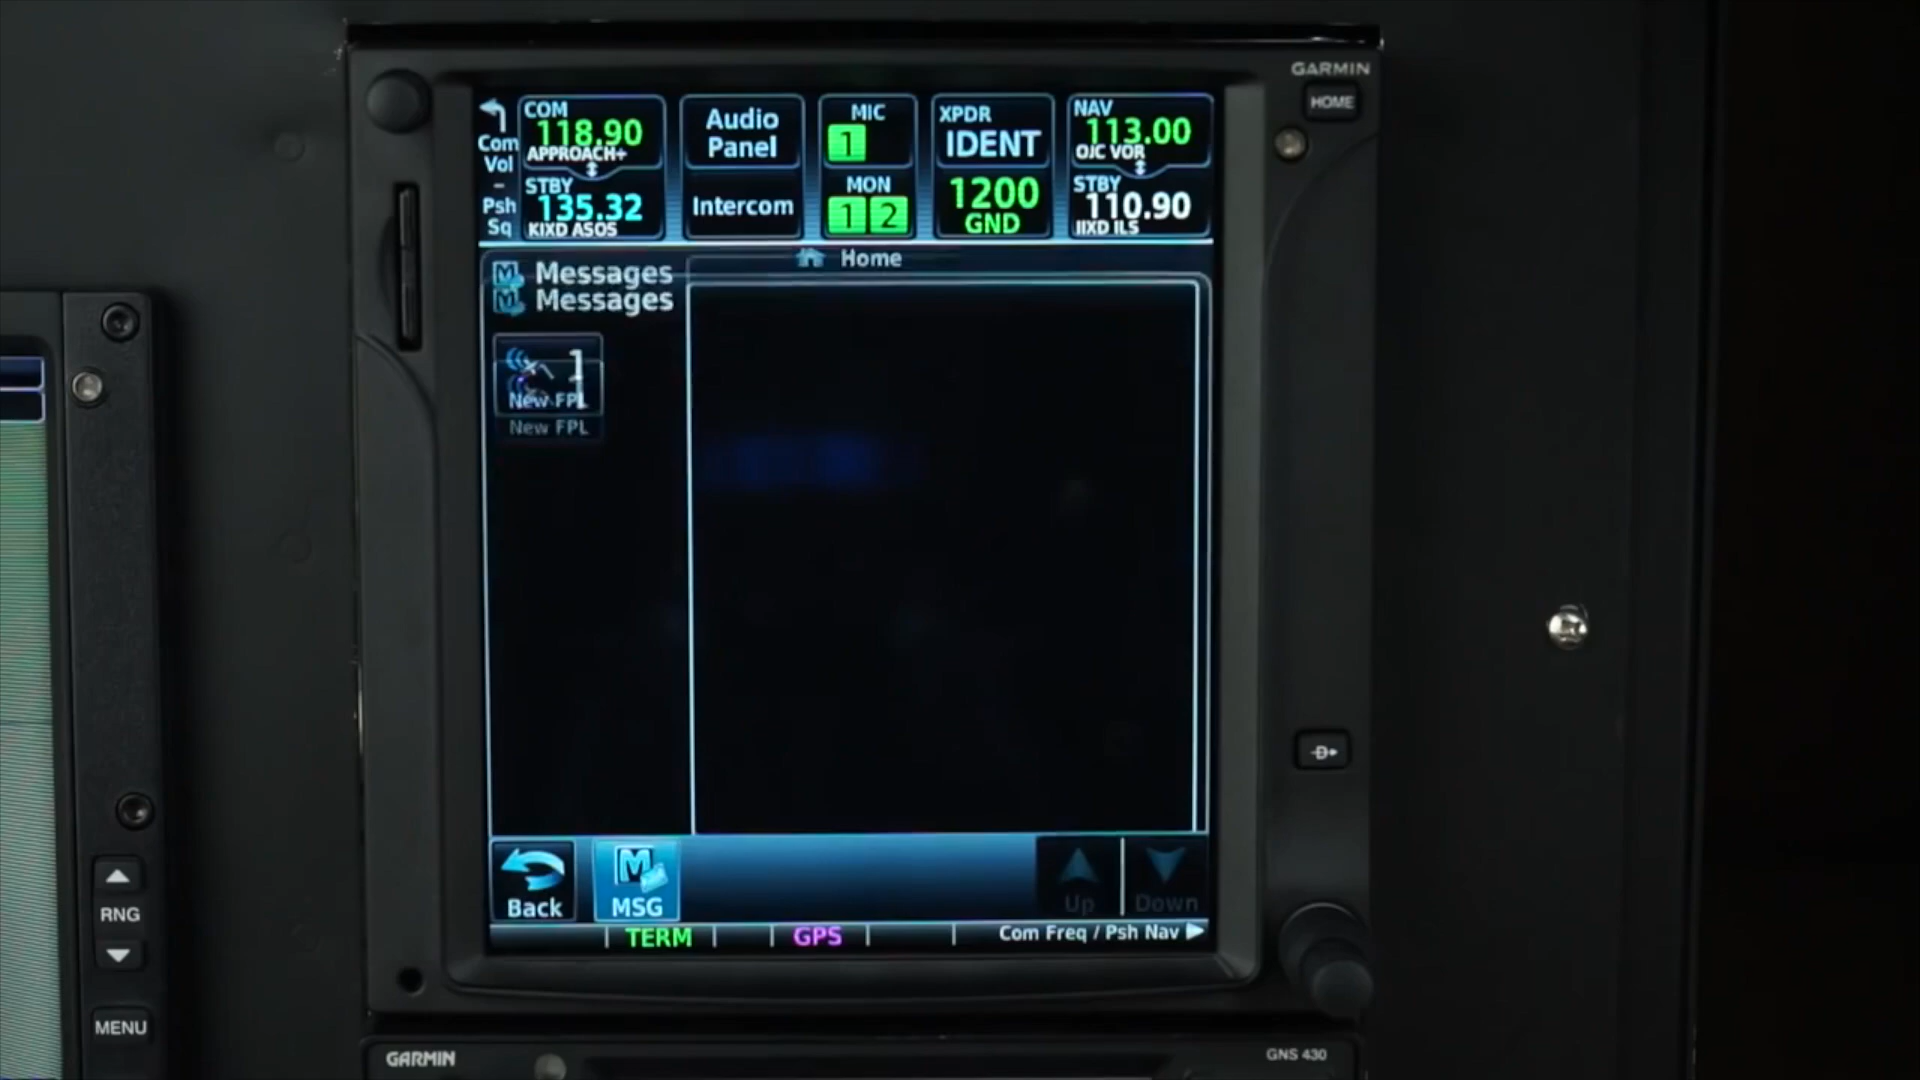 GARMIN
HOME
COM
118.90
APPROACH+
STBY
135.32
KIXD ASOS
Com
Vol
-
Psh
Sq
Audio
Panel
Intercom
MIC
1
MON
1 2
XPDR
IDENT
1200
GND
NAV
113.00
OJC VOR
STBY
110.90
IIXD ILS
Home
Messages
Messages
1
New FPL
New FPL
Back
MSG
Up
Down
TERM
GPS
Com Freq / Psh Nav
D
RNG
MENU
GARMIN
GNS 430